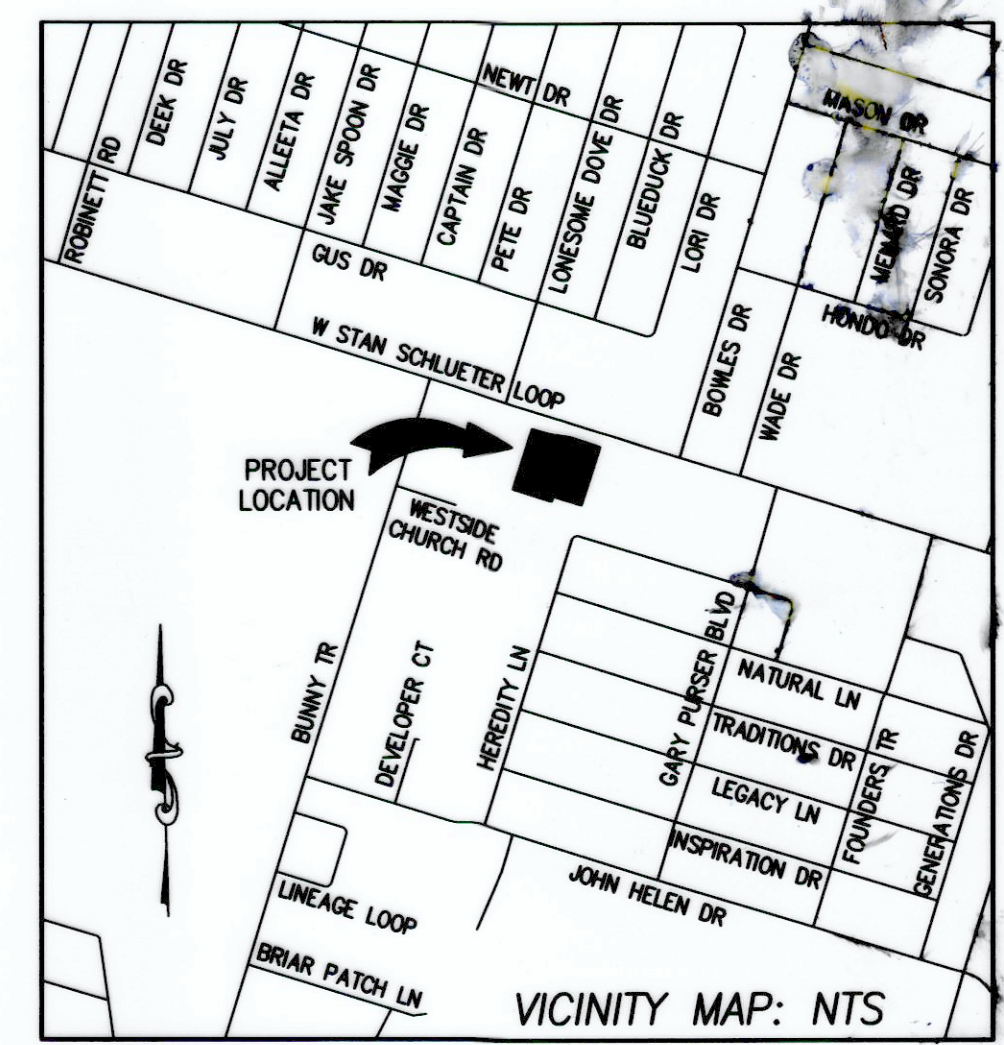 NEWT DR
MASON DR
DEEK DR
JULY DR
ALLEETA DR
JAKE SPOON DR
MAGGIE DR
CAPTAIN DR
PETE DR
LONESOME DOVE DR
BLUEDUCK DR
LORI DR
MENARD DR
SONORA DR
ROBINETT RD
GUS DR
HONDO DR
W STAN SCHLUETER LOOP
BOWLES DR
WADE DR
PROJECT
LOCATION
WESTSIDE
CHURCH RD
BUNNY TR
DEVELOPER CT
HEREDITY LN
GARY PURSER BLVD
NATURAL LN
TRADITIONS DR
LEGACY LN
INSPIRATION DR
FOUNDERS TR
GENERATIONS DR
JOHN HELEN DR
LINEAGE LOOP
BRIAR PATCH LN
VICINITY MAP: NTS